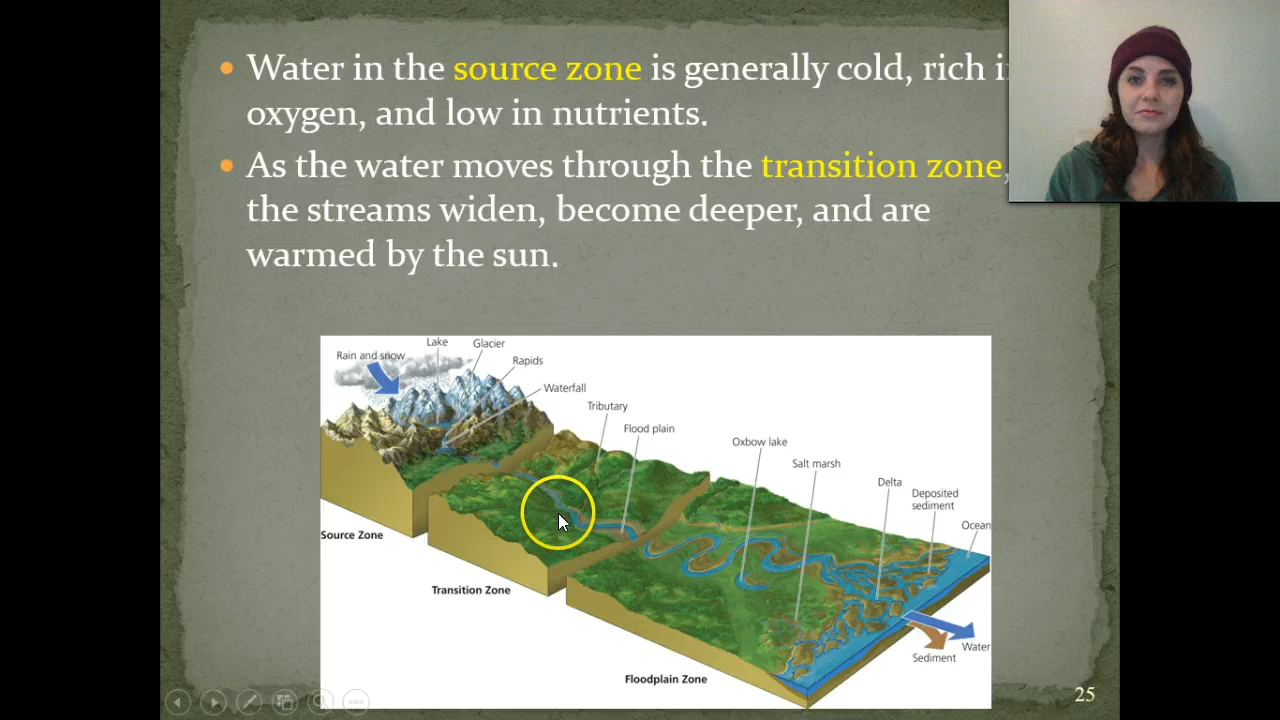 Water in the source zone is generally cold, rich
oxygen, and low in nutrients.
As the water moves through the transition zone,
the streams widen, become deeper, and are
warmed by the sun.
Rain and snow
Lake
Glacier
Rapids
Waterfall
Tributary
Flood plain
Oxbow lake
Salt marsh
Delta
Deposited
sediment
Ocean
Source Zone
Transition Zone
Floodplain Zone
Water
Sediment
25